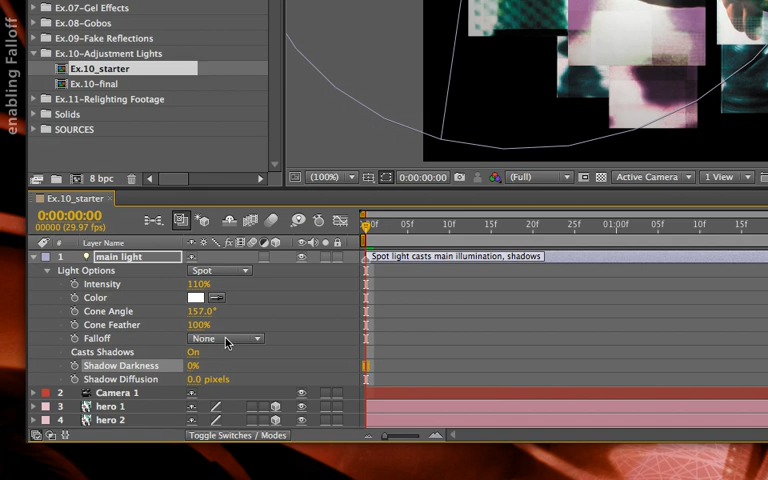 enabling Falloff
Ex.07-Gel Effects
Ex.08-Gobos
Ex.09-Fake Reflections
Ex.10-Adjustment Lights
Ex.10_starter
Ex.10-final
Ex.11-Relighting Footage
Solids
SOURCES
8 bpc
(100%) 0:00:00:00 (Full) Active Camera 1 View
Ex.10_starter
0:00:00:00
00000 (29.97 fps)
05f 10f 15f 20f 25f 01:00f 05f 10f 15f
# Layer Name
1 main light Spot light casts main illumination, shadows
Light Options Spot
Intensity 110%
Color
Cone Angle 157.0°
Cone Feather 100%
Falloff None
Casts Shadows On
Shadow Darkness 0%
Shadow Diffusion 0.0 pixels
2 Camera 1
3 hero 1
4 hero 2
Toggle Switches / Modes